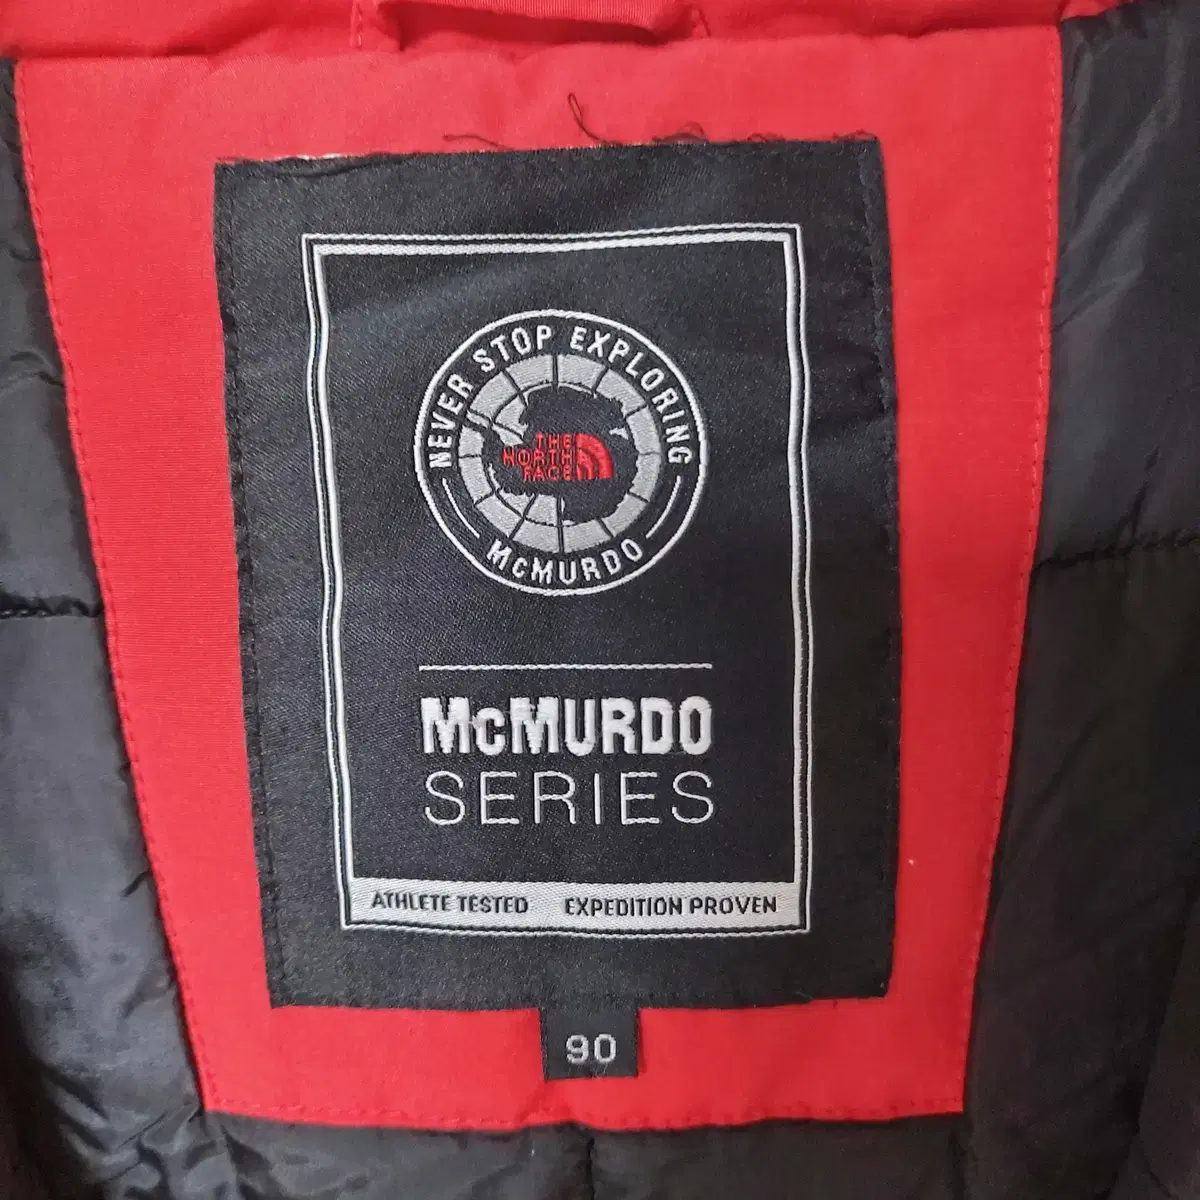 NEVER STOP EXPLORING
THE
NORTH
FACE
McMURDO
McMURDO
SERIES
ATHLETE TESTED EXPEDITION PROVEN
90